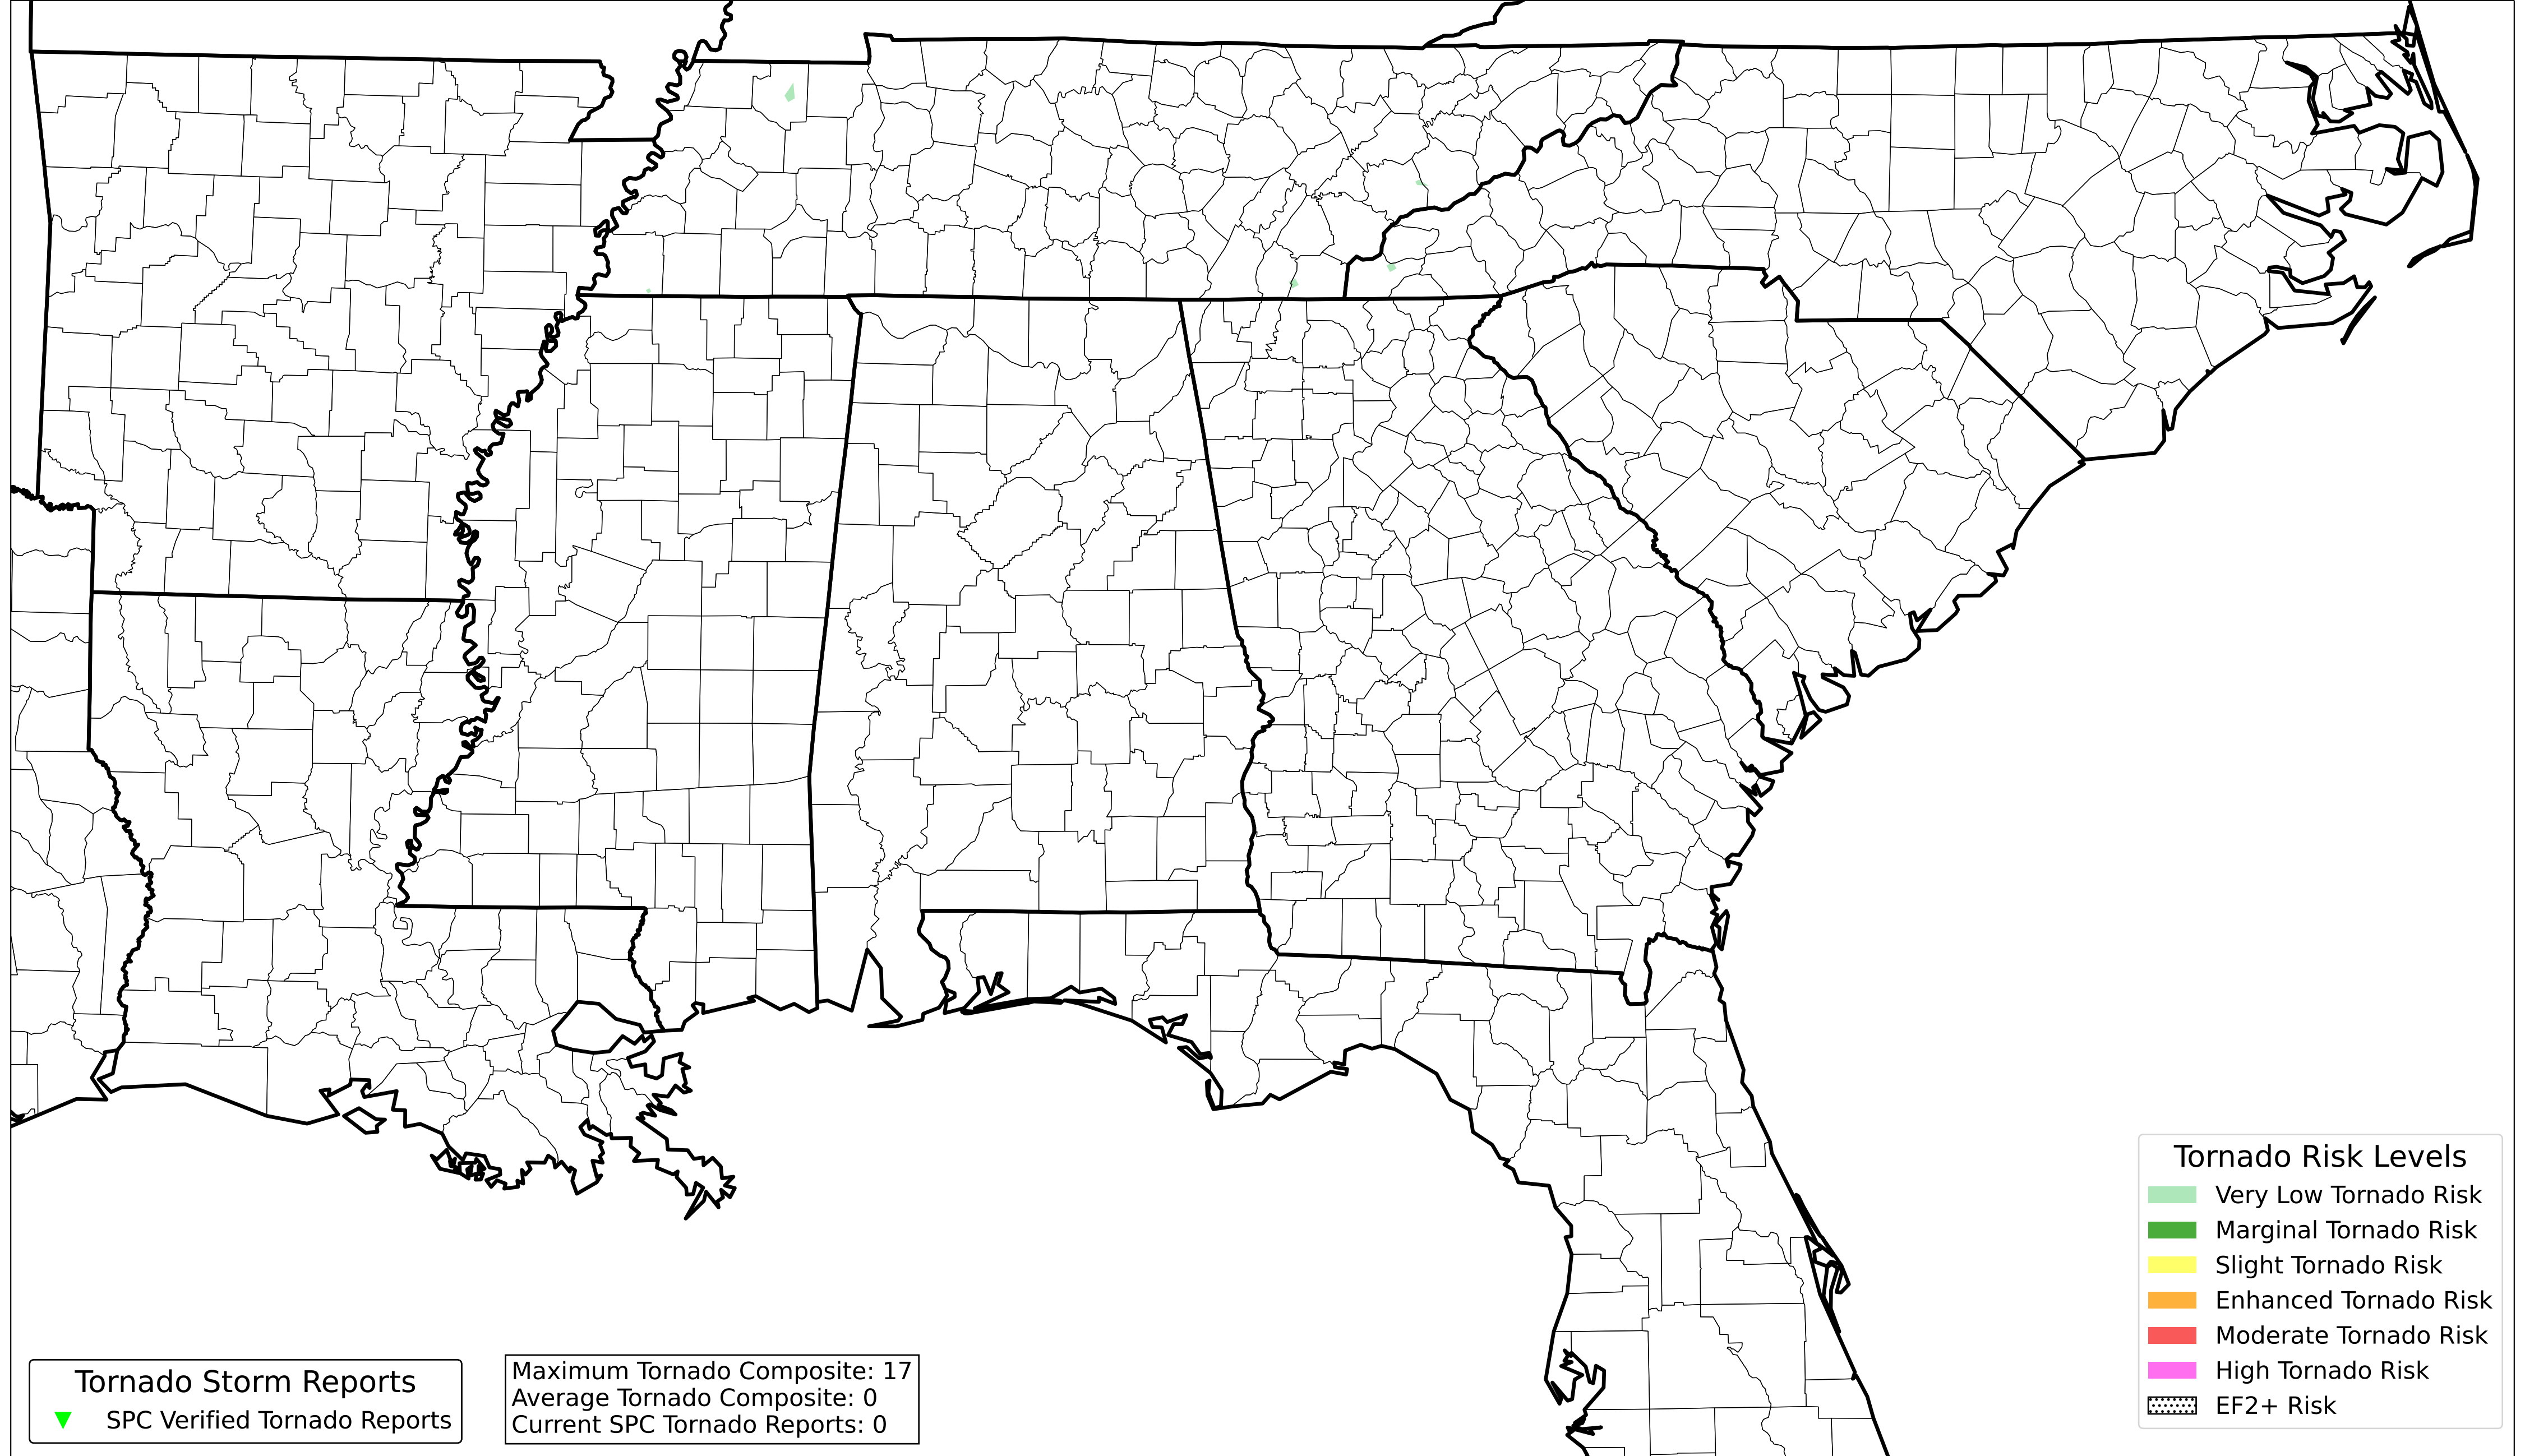 Tornado Risk Levels
Very Low Tornado Risk
Marginal Tornado Risk
Slight Tornado Risk
Enhanced Tornado Risk
Moderate Tornado Risk
High Tornado Risk
EF2+ Risk
Tornado Storm Reports
SPC Verified Tornado Reports
Maximum Tornado Composite: 17
Average Tornado Composite: 0
Current SPC Tornado Reports: 0